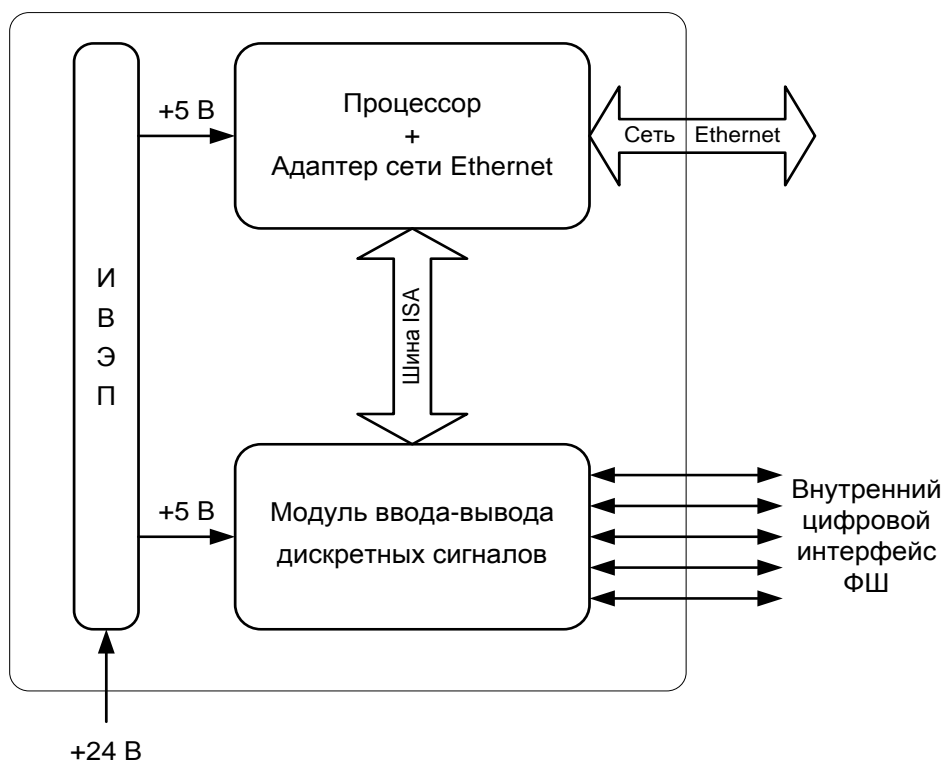 +5 В
Процессор
+
Адаптер сети Ethernet
Сеть Ethernet
И
В
Э
П
Шина ISA
+5 В
Модуль ввода-вывода
дискретных сигналов
Внутренний
цифровой
интерфейс
ФШ
+24 В